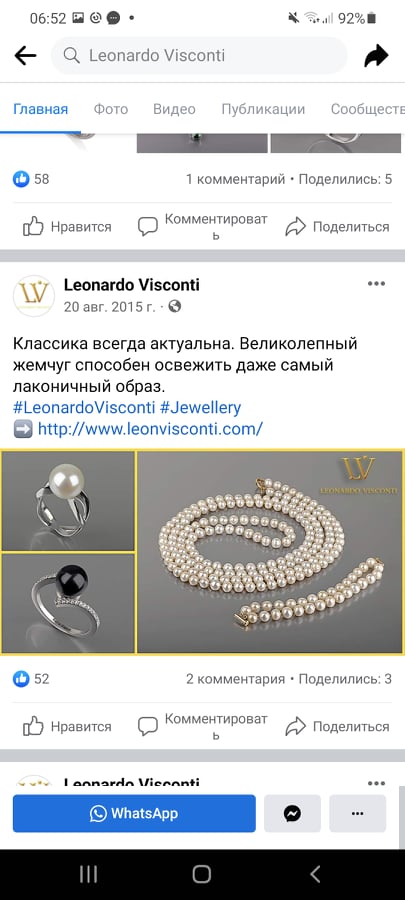 06:52
92%
Leonardo Visconti
Главная Фото Видео Публикации Сообществ
58 1 комментарий • Поделились: 5
Нравится Комментироват
ь Поделиться
Leonardo Visconti
20 авг. 2015 г. ·
Классика всегда актуальна. Великолепный
жемчуг способен освежить даже самый
лаконичный образ.
#LeonardoVisconti #Jewellery
http://www.leonvisconti.com/
LV
LEONARDO VISCONTI
52 2 комментария • Поделились: 3
Нравится Комментироват
ь Поделиться
Leonardo Visconti
WhatsApp